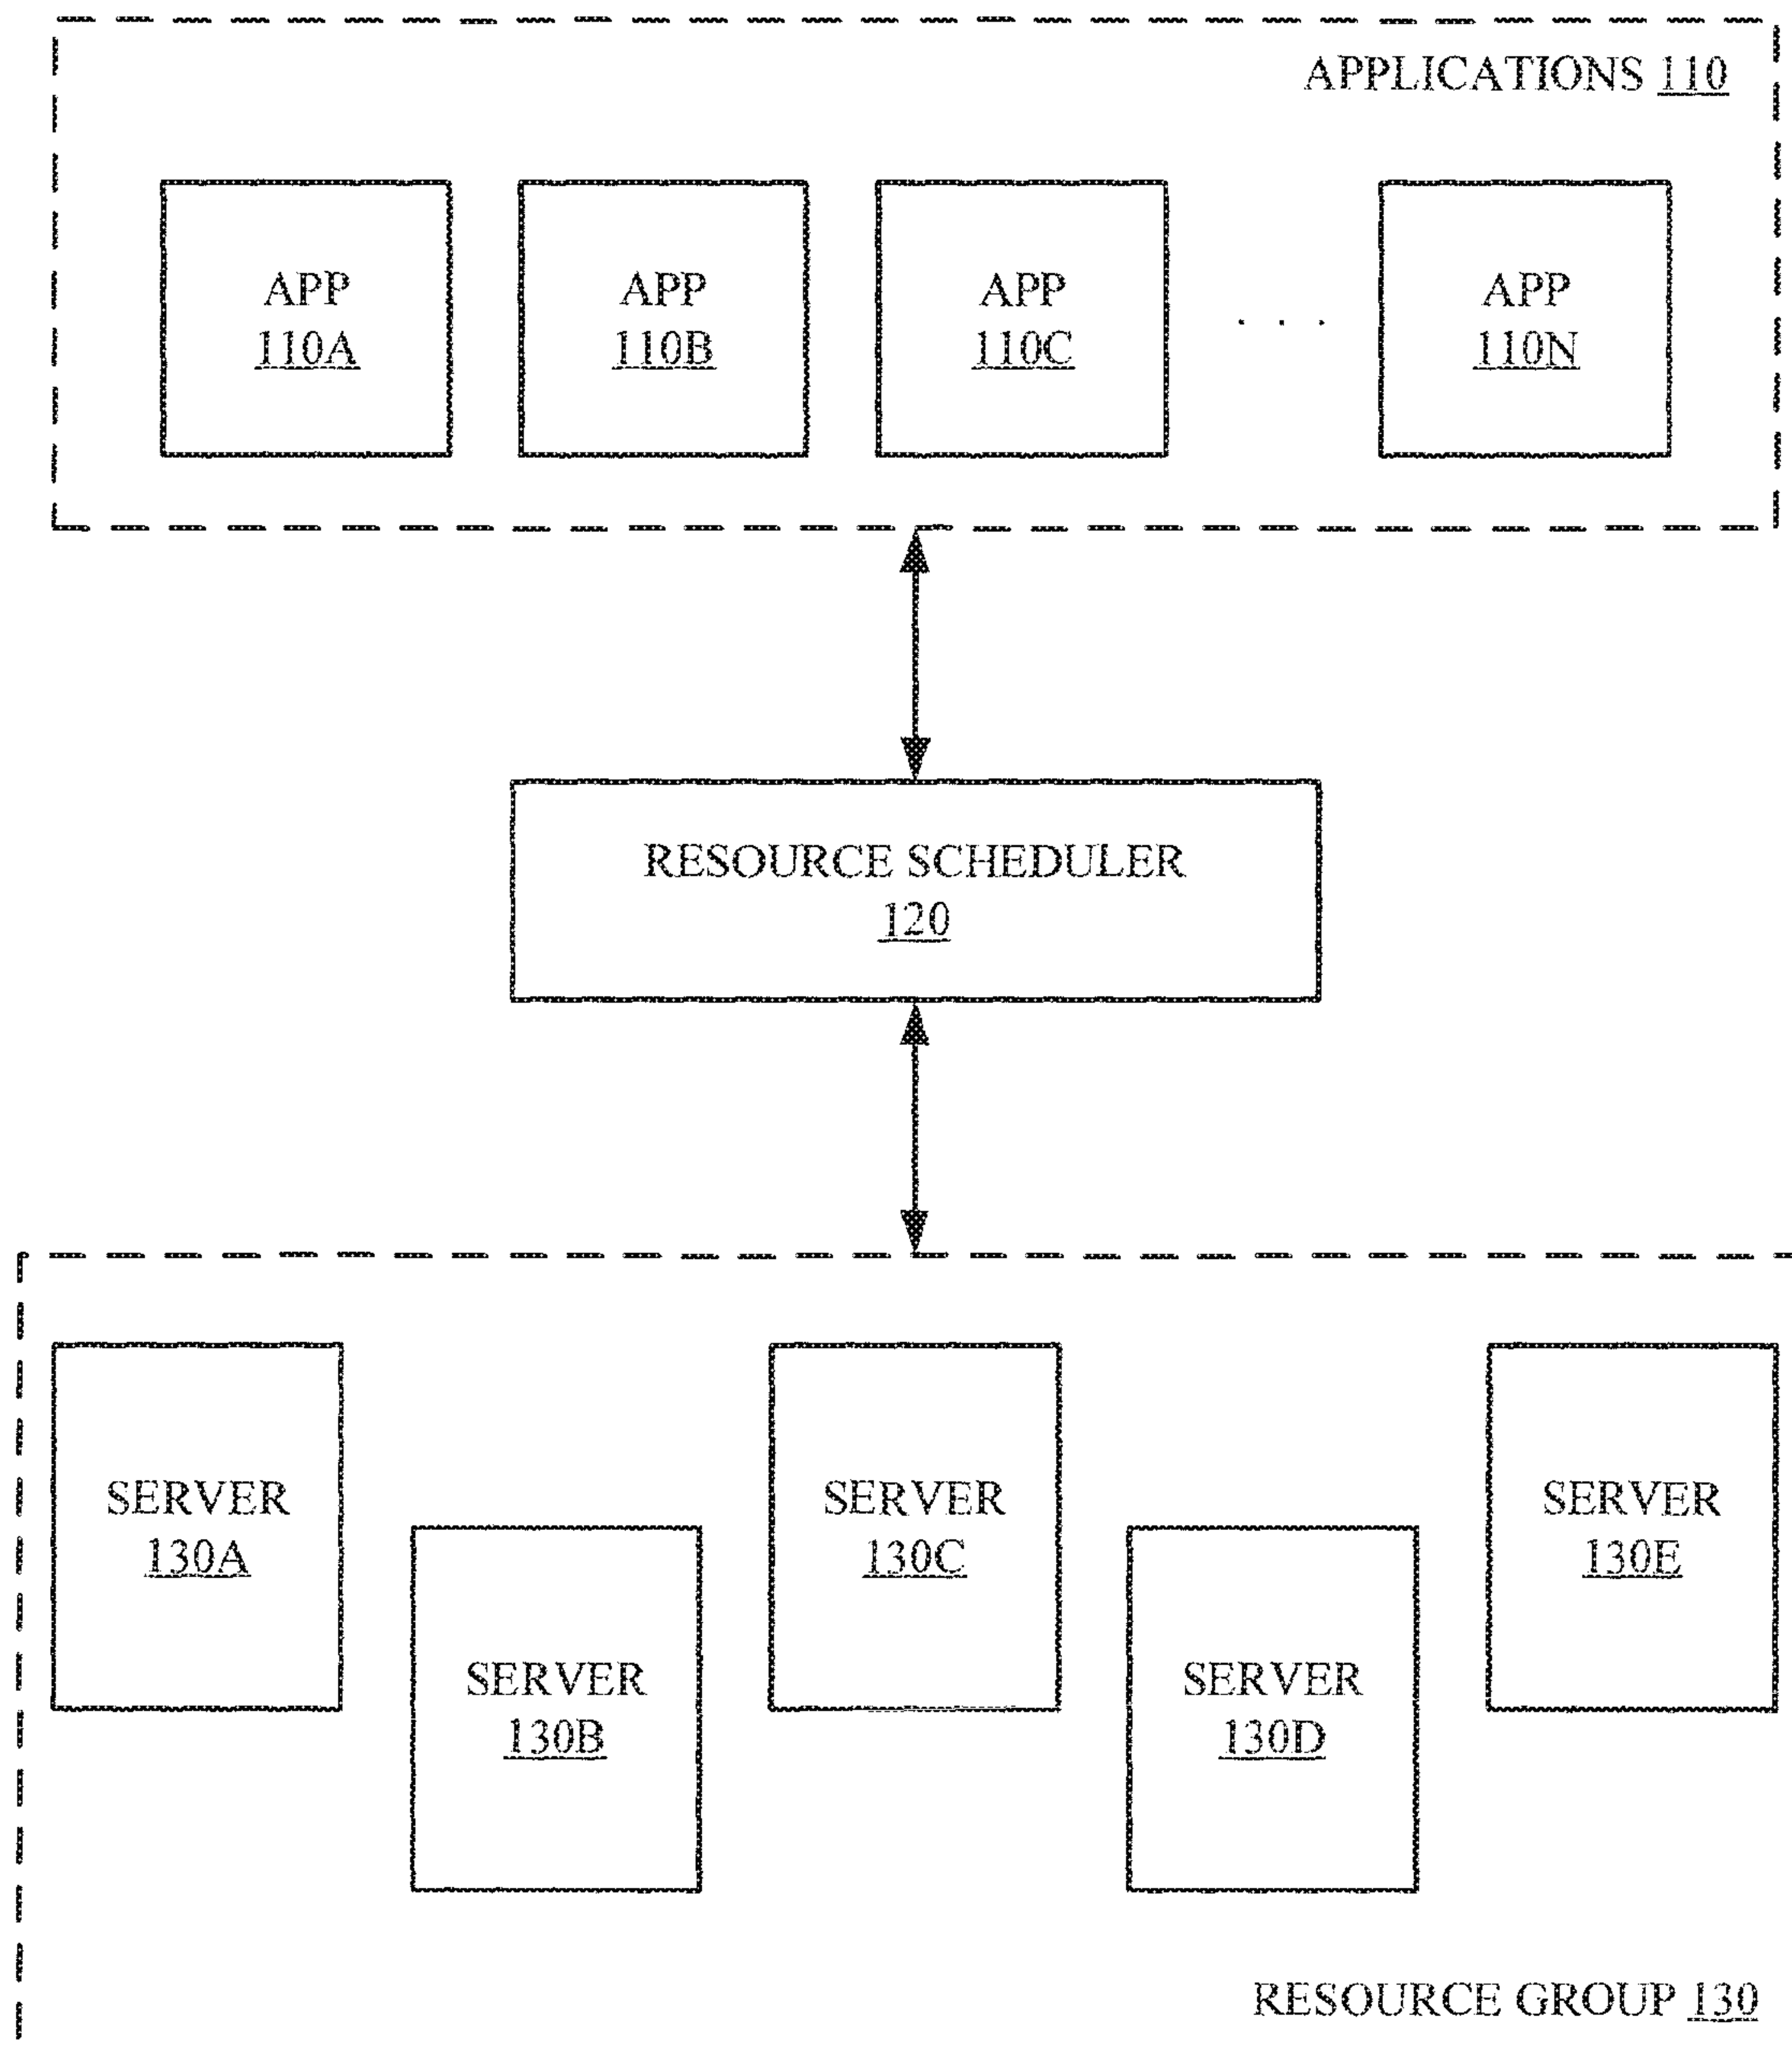 APPLICATIONS 110
APP
110A
APP
110B
APP
110C
. . .
APP
110N
RESOURCE SCHEDULER
120
SERVER
130A
SERVER
130B
SERVER
130C
SERVER
130D
SERVER
130E
RESOURCE GROUP 130